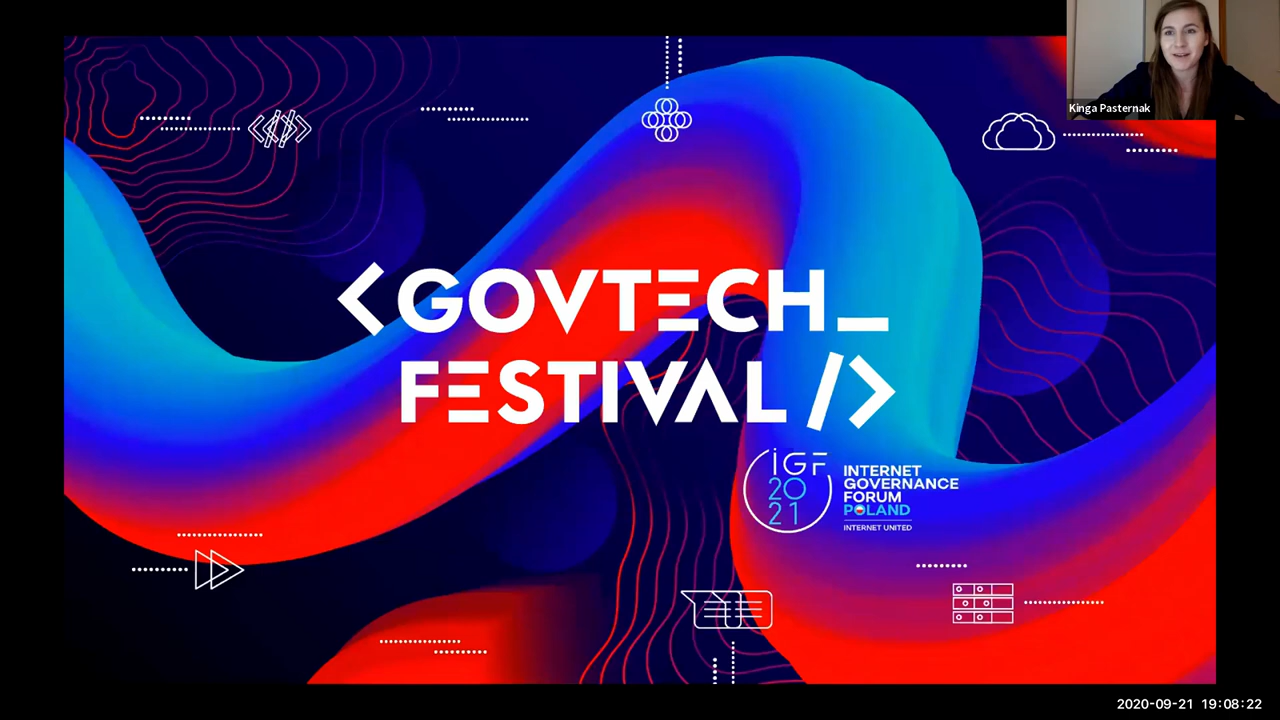 Kinga Pasternak
<GOVTECH_
FESTIVAL/>
IGF
20
21
INTERNET
GOVERNANCE
FORUM
POLAND
INTERNET UNITED
2020-09-21 19:08:22